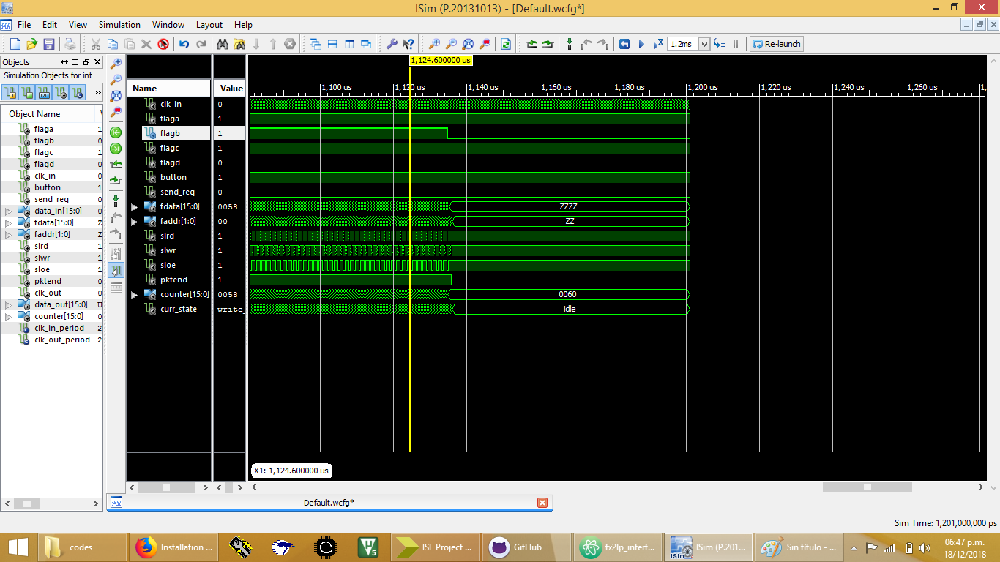 ISim (P.20131013) - [Default.wcfg*]
File Edit View Simulation Window Layout Help
1.2ms Re-launch
Objects
Simulation Objects for int...
Object Name
flaga 1
flagb 0
flagc 1
flagd 0
clk_in 0
button 1
send_req 0
data_in[15:0] 0
fdata[15:0] Z
faddr[1:0] Z
slrd 1
slwr 1
sloe 1
pktend 0
clk_out 0
data_out[15:0]
counter[15:0] 0
clk_in_period 2
clk_out_period 2
Name Value
clk_in 0
flaga 1
flagb 1
flagc 1
flagd 0
button 1
send_req 0
fdata[15:0] 0058
faddr[1:0] 00
slrd 1
slwr 1
sloe 1
pktend 1
counter[15:0] 0058
curr_state write_
1,124.600000 us
1,100 us 1,120 us 1,140 us 1,160 us 1,180 us 1,200 us 1,220 us 1,240 us 1,260 us
ZZZZ
ZZ
0060
idle
X1: 1,124.600000 us
Default.wcfg*
Sim Time: 1,201,000,000 ps
codes
Installation ...
ISE Project ...
GitHub
fx2lp_interf...
ISim (P.201...
Sin título - ...
06:47 p.m.
18/12/2018